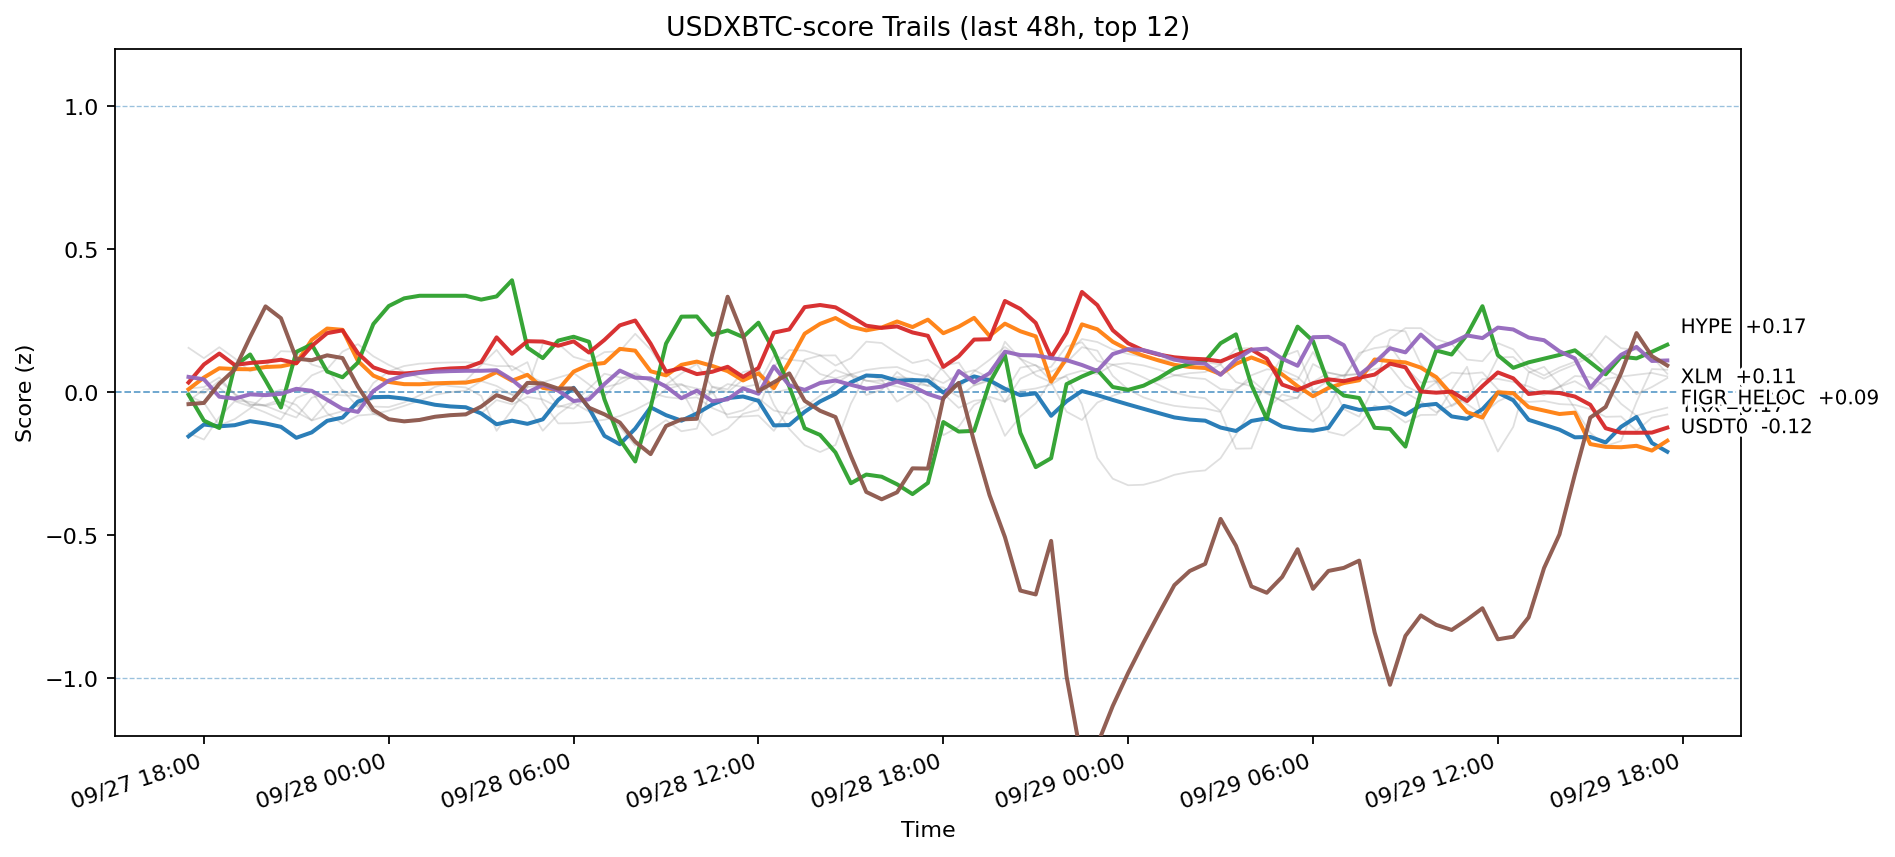 USDXBTC-score Trails (last 48h, top 12)
Score (z)
1.0
0.5
0.0
−0.5
−1.0
HYPE +0.17
XLM +0.11
FIGR_HELOC +0.09
USDT0 -0.12
09/27 18:00
09/28 00:00
09/28 06:00
09/28 12:00
09/28 18:00
09/29 00:00
09/29 06:00
09/29 12:00
09/29 18:00
Time